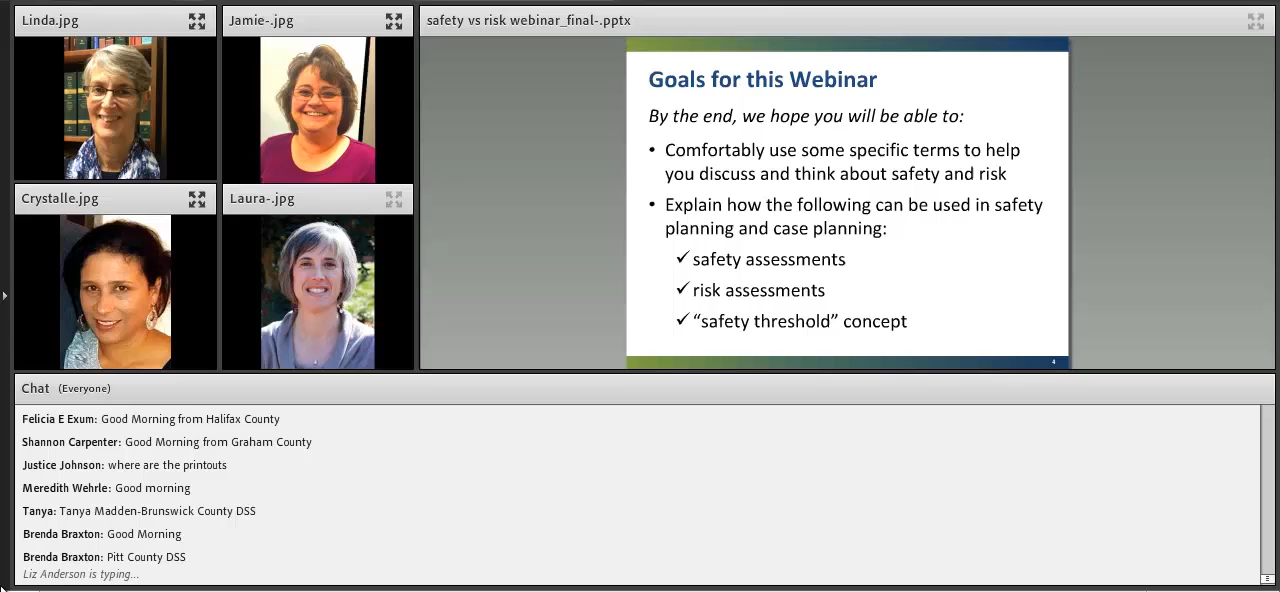 Linda.jpg
Jamie-.jpg
safety vs risk webinar_final-.pptx
Crystalle.jpg
Laura-.jpg
Goals for this Webinar
By the end, we hope you will be able to:
• Comfortably use some specific terms to help
you discuss and think about safety and risk
• Explain how the following can be used in safety
planning and case planning:
✓ safety assessments
✓ risk assessments
✓ “safety threshold” concept
4
Chat (Everyone)
Felicia E Exum: Good Morning from Halifax County
Shannon Carpenter: Good Morning from Graham County
Justice Johnson: where are the printouts
Meredith Wehrle: Good morning
Tanya: Tanya Madden-Brunswick County DSS
Brenda Braxton: Good Morning
Brenda Braxton: Pitt County DSS
Liz Anderson is typing...